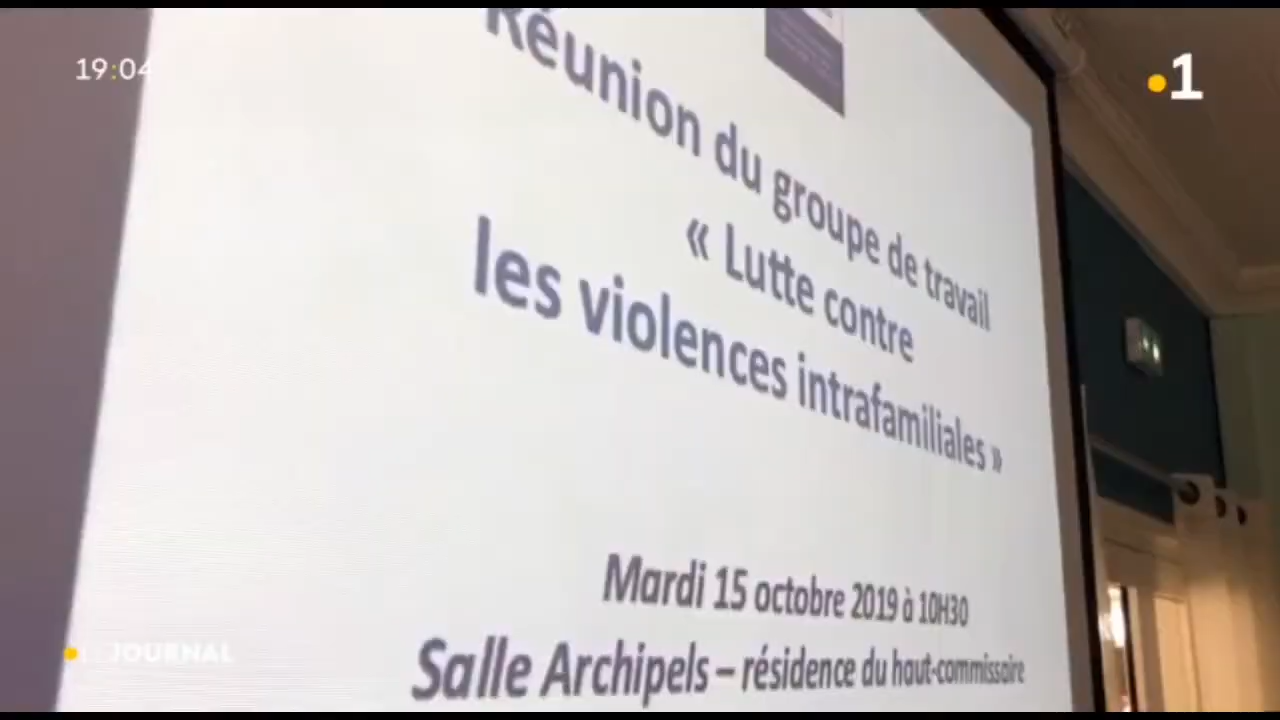 19:04
1
Réunion du groupe de travail
« Lutte contre
les violences intrafamiliales »
Mardi 15 octobre 2019 à 10H30
Salle Archipels – résidence du haut-commissaire
JOURNAL